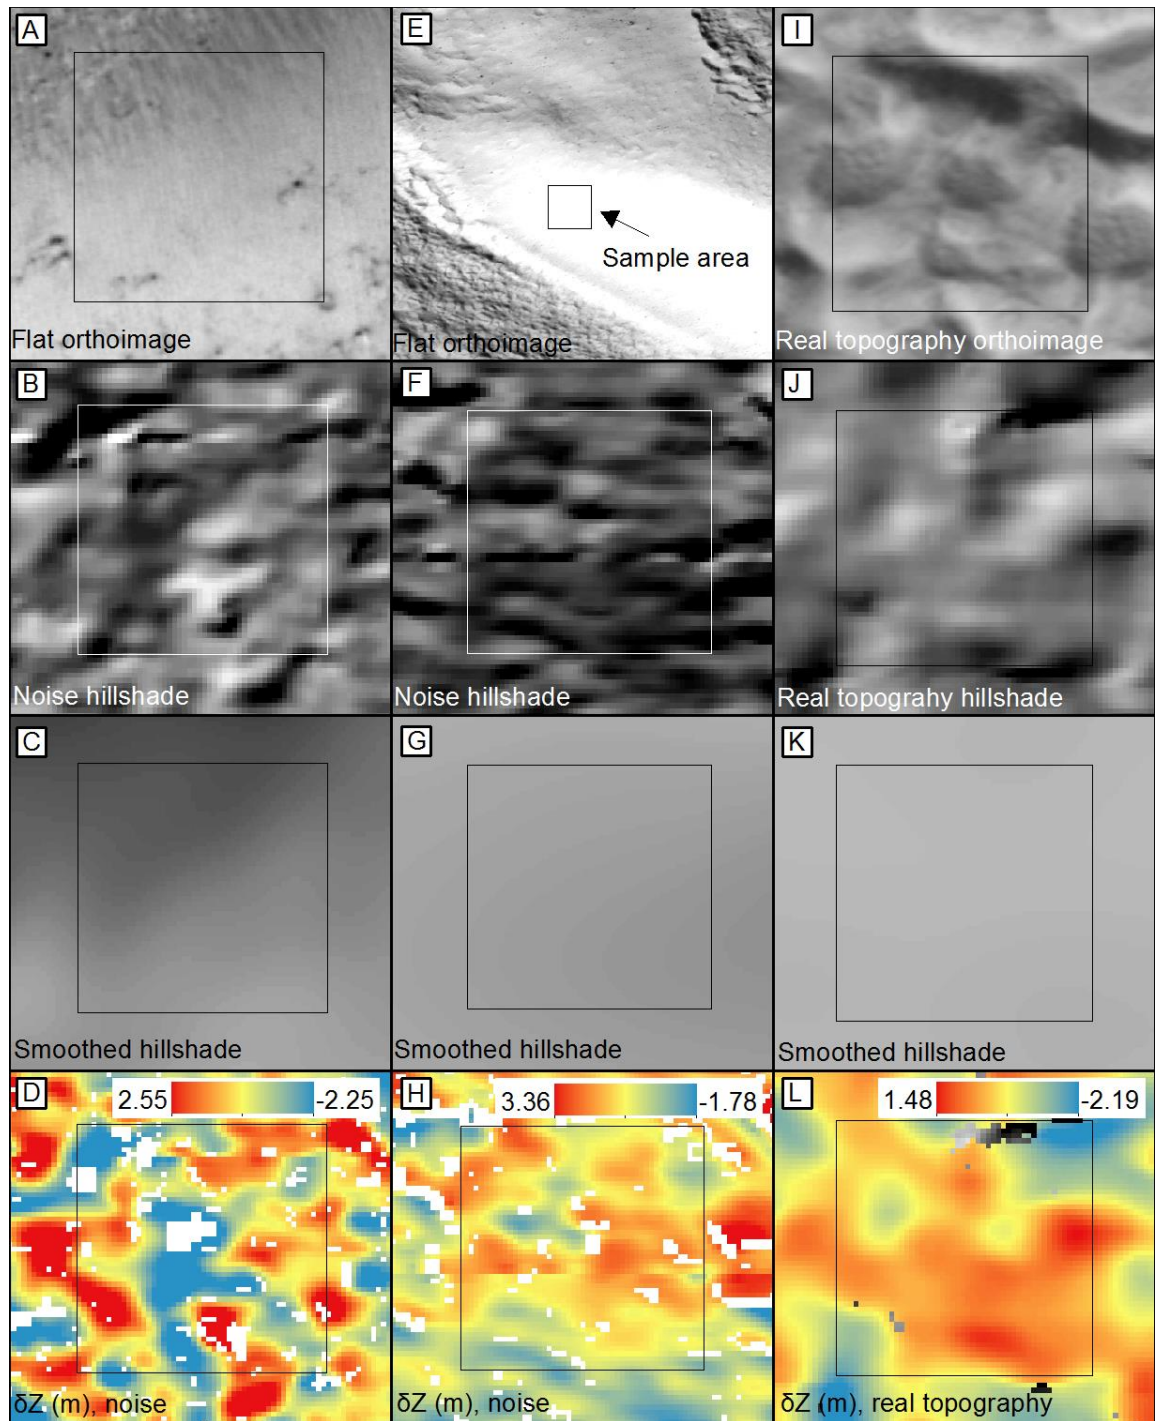 A
Flat orthoimage
E
Sample area
Flat orthoimage
I
Real topography orthoimage
B
Noise hillshade
F
Noise hillshade
J
Real topograhy hillshade
C
Smoothed hillshade
G
Smoothed hillshade
K
Smoothed hillshade
D
2.55 -2.25
δZ (m), noise
H
3.36 -1.78
δZ (m), noise
L
1.48 -2.19
δZ (m), real topography